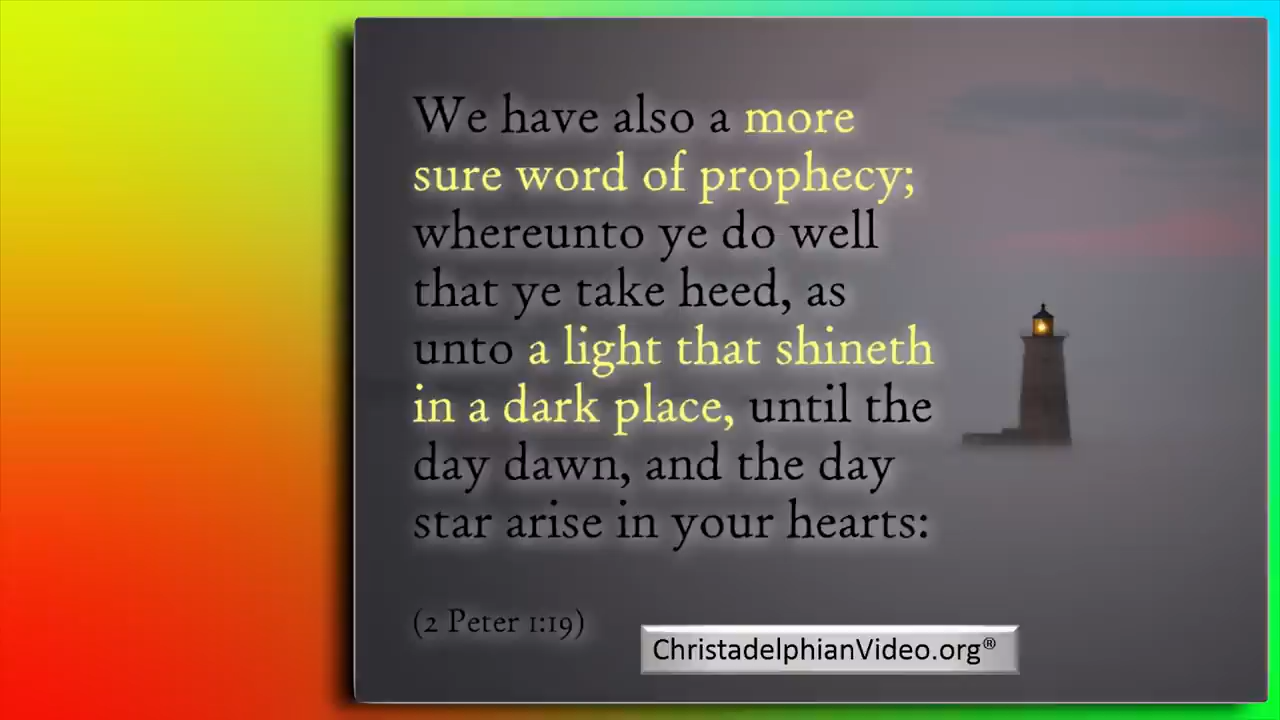 We have also a more
sure word of prophecy;
whereunto ye do well
that ye take heed, as
unto a light that shineth
in a dark place, until the
day dawn, and the day
star arise in your hearts:
(2 Peter 1:19)
ChristadelphianVideo.org®